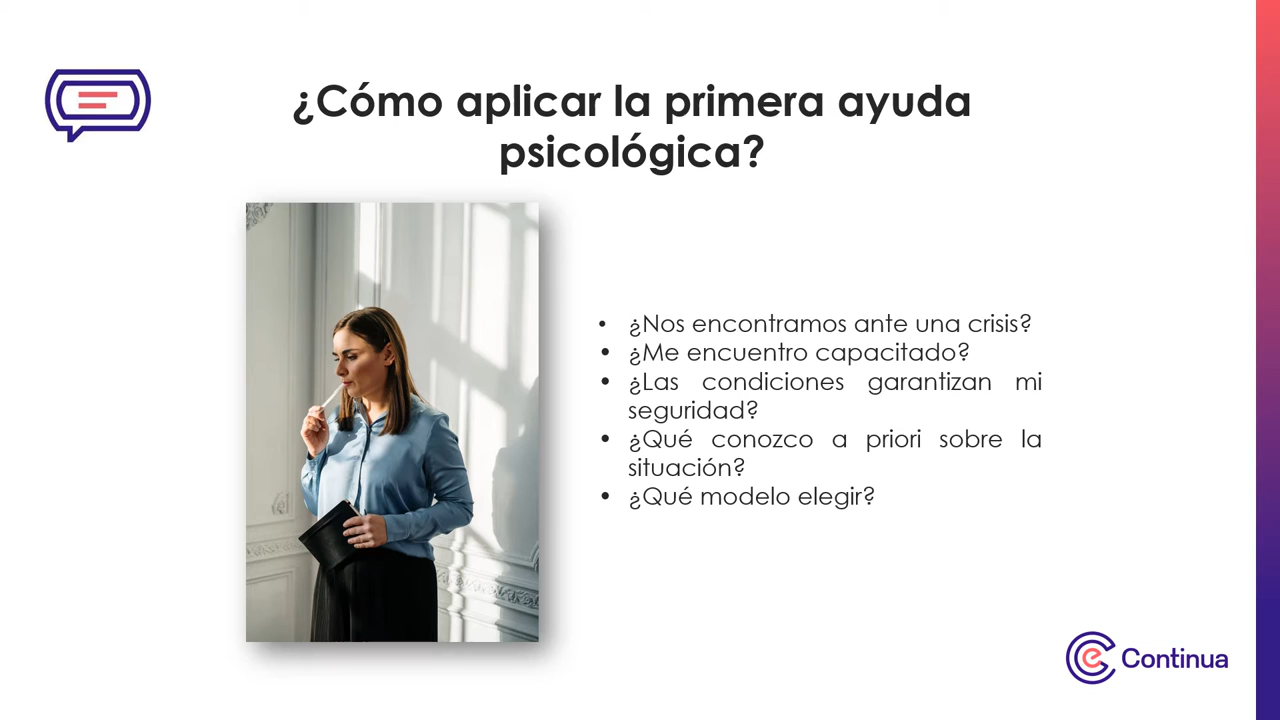 ¿Cómo aplicar la primera ayuda
psicológica?
• ¿Nos encontramos ante una crisis?
• ¿Me encuentro capacitado?
• ¿Las condiciones garantizan mi
seguridad?
• ¿Qué conozco a priori sobre la
situación?
• ¿Qué modelo elegir?
Continua